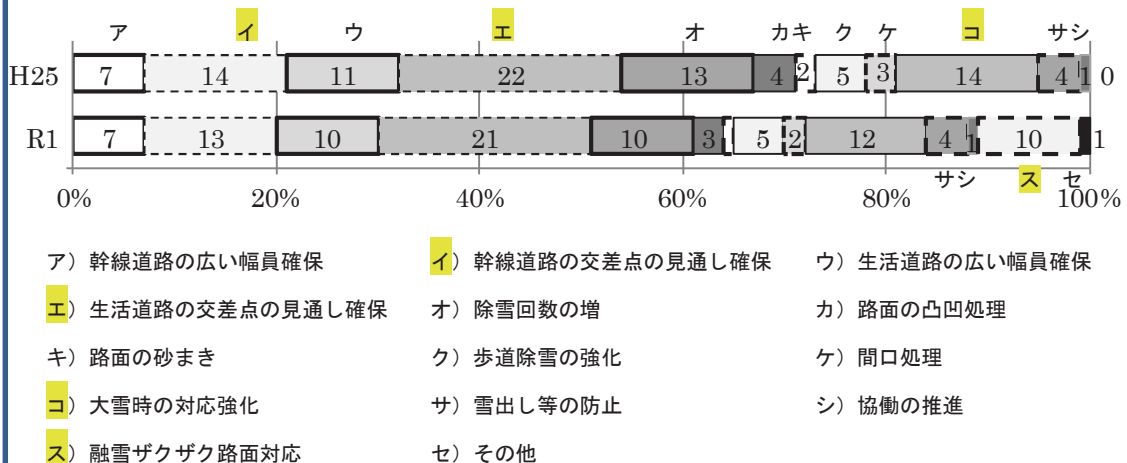 ア イ ウ エ オ カキ ク ケ コ サシ
H25 7 14 11 22 13 4 2 5 3 14 4 1 0
R1 7 13 10 21 10 3 5 2 12 4 1 10 1
サシ ス セ
0% 20% 40% 60% 80% 100%
ア）幹線道路の広い幅員確保 イ）幹線道路の交差点の見通し確保 ウ）生活道路の広い幅員確保
エ）生活道路の交差点の見通し確保 オ）除雪回数の増 カ）路面の凸凹処理
キ）路面の砂まき ク）歩道除雪の強化 ケ）間口処理
コ）大雪時の対応強化 サ）雪出し等の防止 シ）協働の推進
ス）融雪ザクザク路面対応 セ）その他